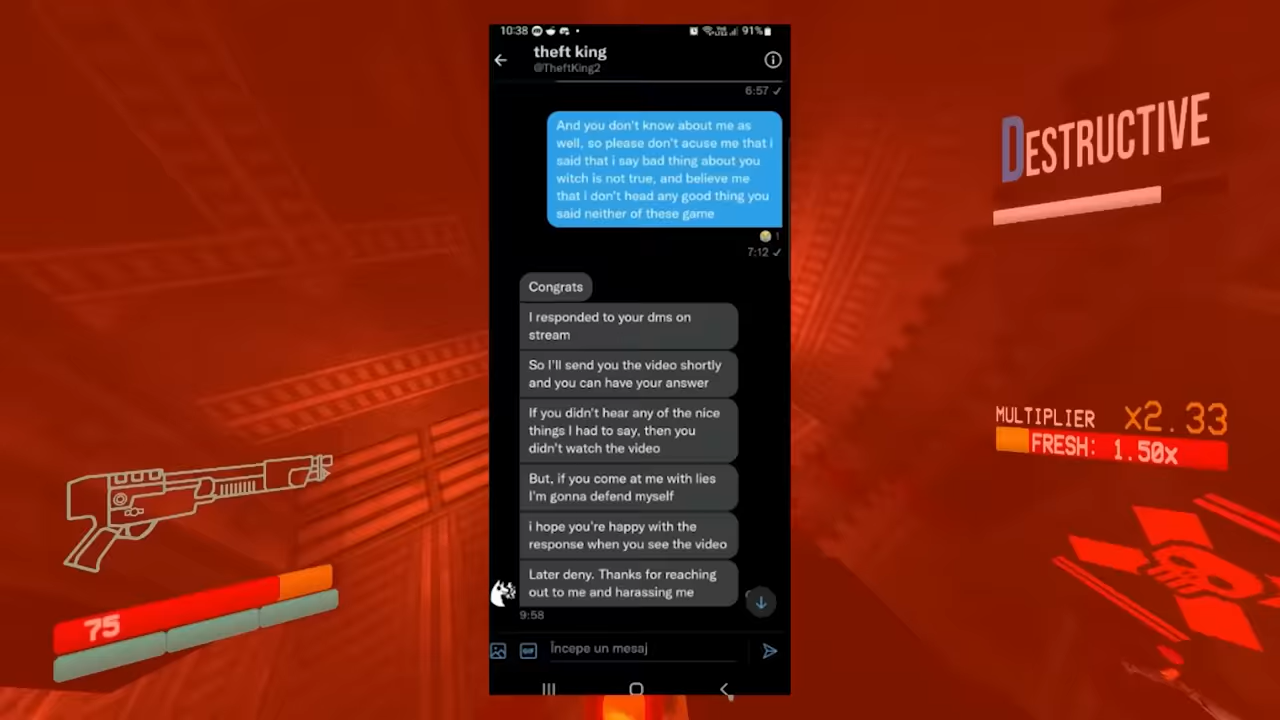 10:38
91%
theft king
@TheftKing2
6:57
And you don't know about me as
well, so please don't acuse me that i
said that i say bad thing about you
witch is not true, and believe me
that i don't head any good thing you
said neither of these game
1
7:12
Congrats
I responded to your dms on
stream
So I'll send you the video shortly
and you can have your answer
If you didn't hear any of the nice
things I had to say, then you
didn't watch the video
But, if you come at me with lies
I'm gonna defend myself
i hope you're happy with the
response when you see the video
Later deny. Thanks for reaching
out to me and harassing me
9:58
GIF
Începe un mesaj
DESTRUCTIVE
MULTIPLIER x2.33
FRESH: 1.50x
75